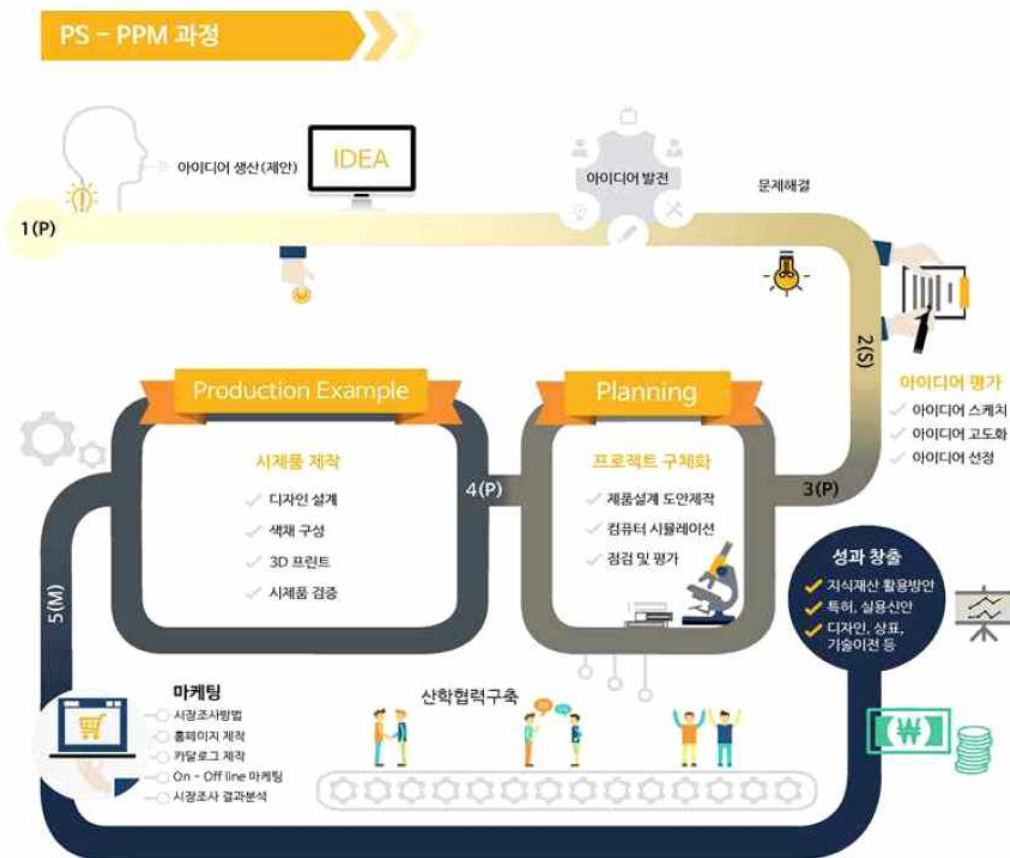 PS - PPM 과정
아이디어 생산(제안)
IDEA
아이디어 발전
문제해결
1(P)
2(S)
아이디어 평가
아이디어 스케치
아이디어 고도화
아이디어 선정
3(P)
Planning
프로젝트 구체화
제품설계 도안제작
컴퓨터 시뮬레이션
점검 및 평가
4(P)
Production Example
시제품 제작
디자인 설계
색채 구성
3D 프린트
시제품 검증
5(M)
마케팅
시장조사방법
홈페이지 제작
카달로그 제작
On - Off line 마케팅
시장조사 결과분석
산학협력구축
성과 창출
지식재산 활용방안
특허, 실용신안
디자인, 상표,
기술이전 등
₩